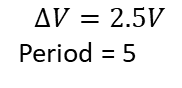 ΔV = 2.5V
Period = 5